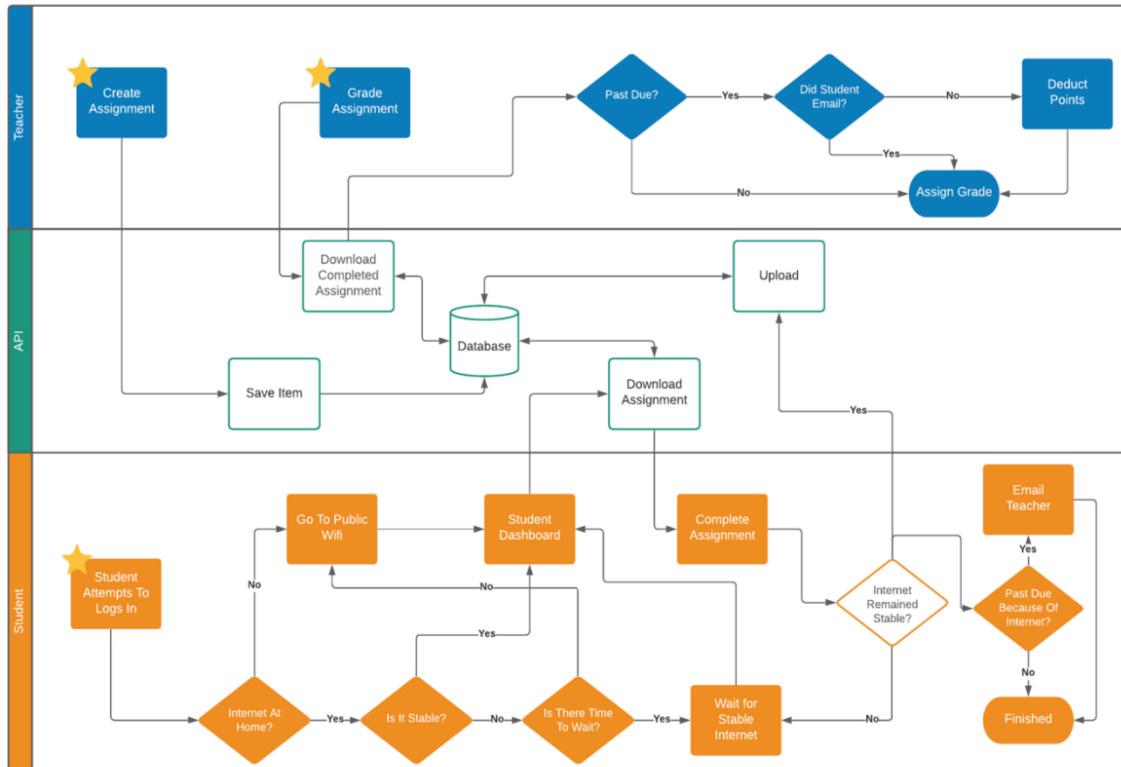 Teacher
Create
Assignment
Grade
Assignment
Past Due?
Yes
Did Student
Email?
No
Deduct
Points
Yes
No
Assign Grade
API
Download
Completed
Assignment
Upload
Database
Save Item
Download
Assignment
Yes
Student
Student
Attempts To
Logs In
Go To Public
Wifi
Student
Dashboard
Complete
Assignment
Email
Teacher
No
No
Yes
Yes
Internet
Remained
Stable?
Past Due
Because Of
Internet?
No
Internet At
Home?
Yes
Is It Stable?
No
Is There Time
To Wait?
Yes
Wait for
Stable
Internet
No
Finished